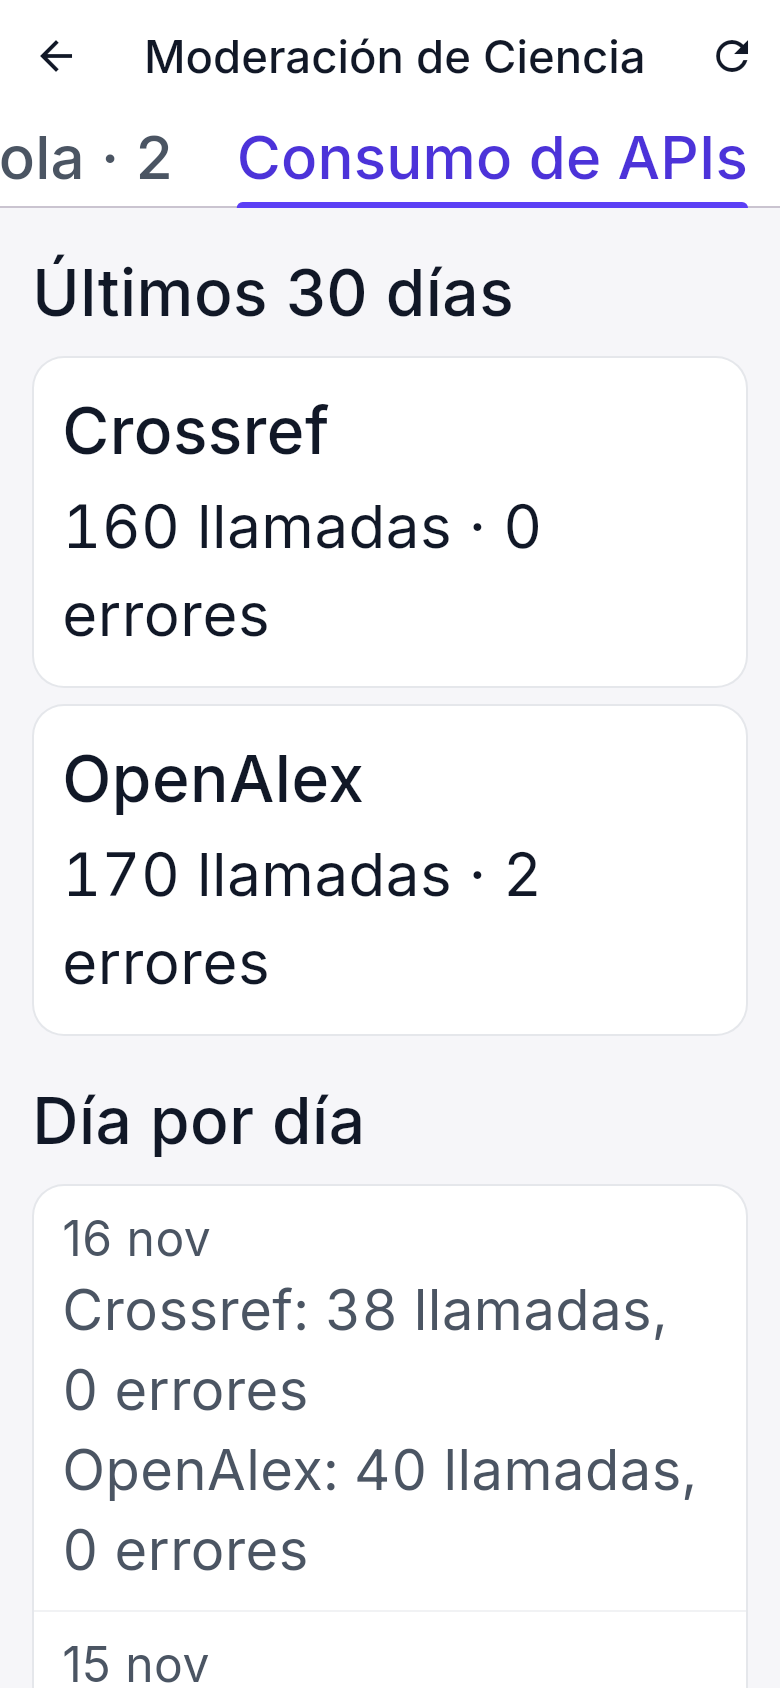 Moderación de Ciencia
ola · 2
Consumo de APIs
Últimos 30 días
Crossref
160 llamadas · 0
errores
OpenAlex
170 llamadas · 2
errores
Día por día
16 nov
Crossref: 38 llamadas,
0 errores
OpenAlex: 40 llamadas,
0 errores
15 nov